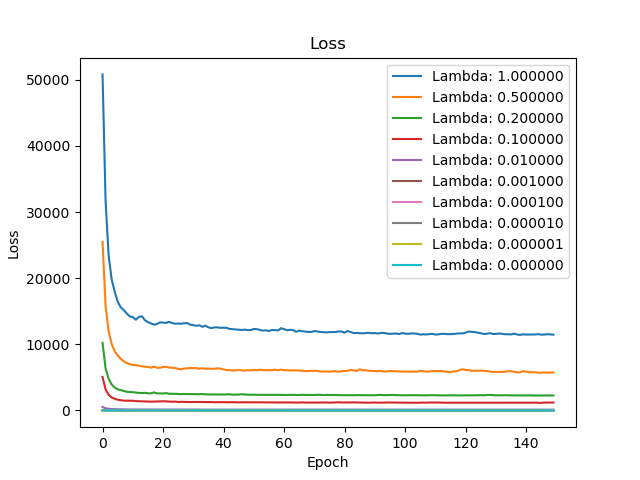 Loss
50000
40000
30000
20000
10000
0
Loss
0
20
40
60
80
100
120
140
Epoch
Lambda: 1.000000
Lambda: 0.500000
Lambda: 0.200000
Lambda: 0.100000
Lambda: 0.010000
Lambda: 0.001000
Lambda: 0.000100
Lambda: 0.000010
Lambda: 0.000001
Lambda: 0.000000